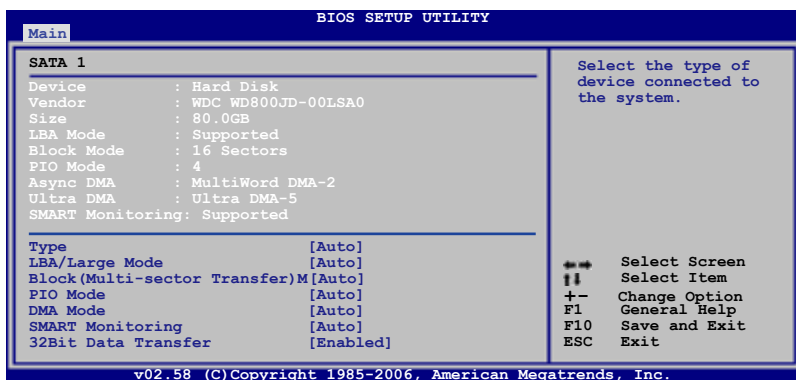 BIOS SETUP UTILITY
Main
SATA 1
Device : Hard Disk
Vendor : WDC WD800JD-00LSA0
Size : 80.0GB
LBA Mode : Supported
Block Mode : 16 Sectors
PIO Mode : 4
Async DMA : MultiWord DMA-2
Ultra DMA : Ultra DMA-5
SMART Monitoring: Supported
Type [Auto]
LBA/Large Mode [Auto]
Block(Multi-sector Transfer)M[Auto]
PIO Mode [Auto]
DMA Mode [Auto]
SMART Monitoring [Auto]
32Bit Data Transfer [Enabled]
Select the type of
device connected to
the system.
Select Screen
Select Item
+- Change Option
F1 General Help
F10 Save and Exit
ESC Exit
v02.58 (C)Copyright 1985-2006, American Megatrends, Inc.